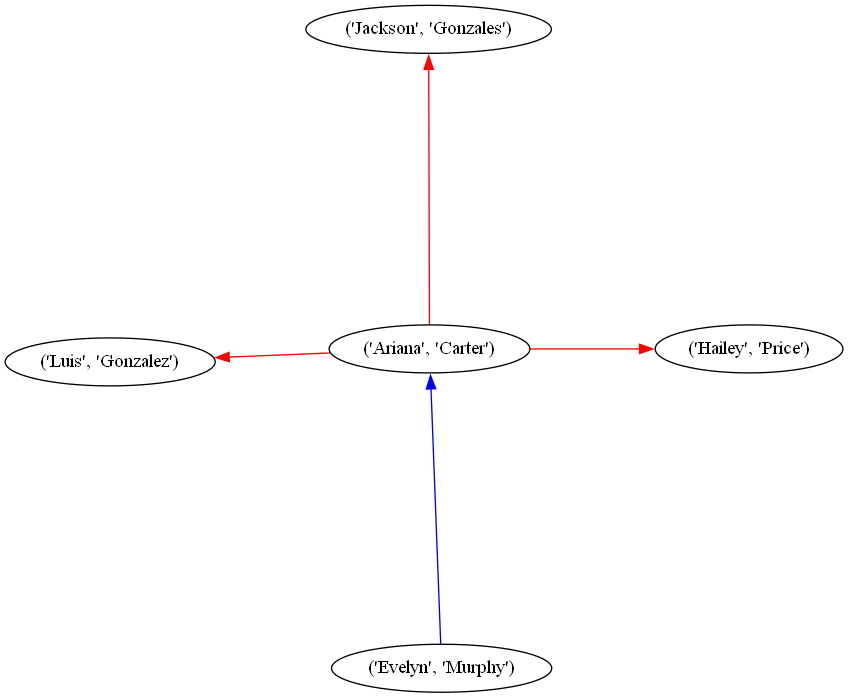 ('Jackson', 'Gonzales')
('Luis', 'Gonzalez')
('Ariana', 'Carter')
('Hailey', 'Price')
('Evelyn', 'Murphy')